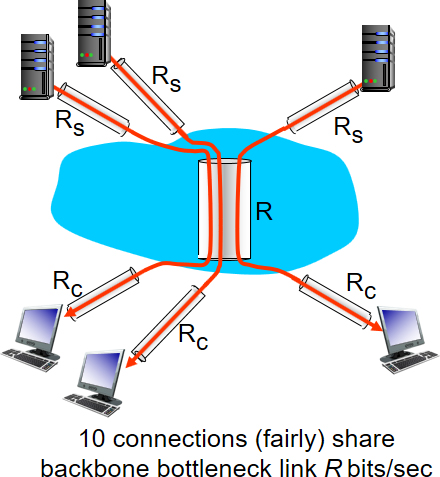 Rs
Rs
Rs
R
Rc
Rc
Rc
10 connections (fairly) share
backbone bottleneck link R bits/sec